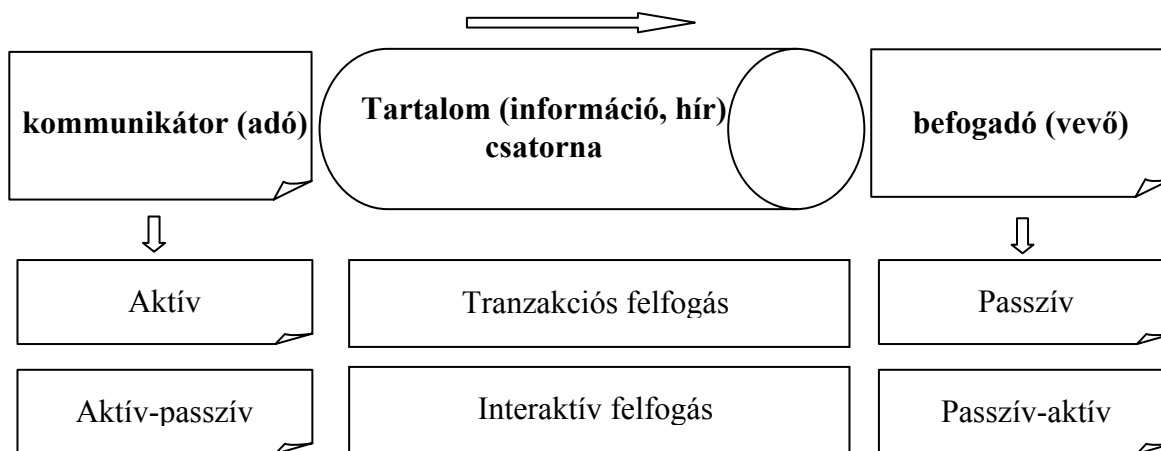 kommunikátor (adó)
Tartalom (információ, hír)
csatorna
befogadó (vevő)
Aktív
Tranzakciós felfogás
Passzív
Aktív-passzív
Interaktív felfogás
Passzív-aktív